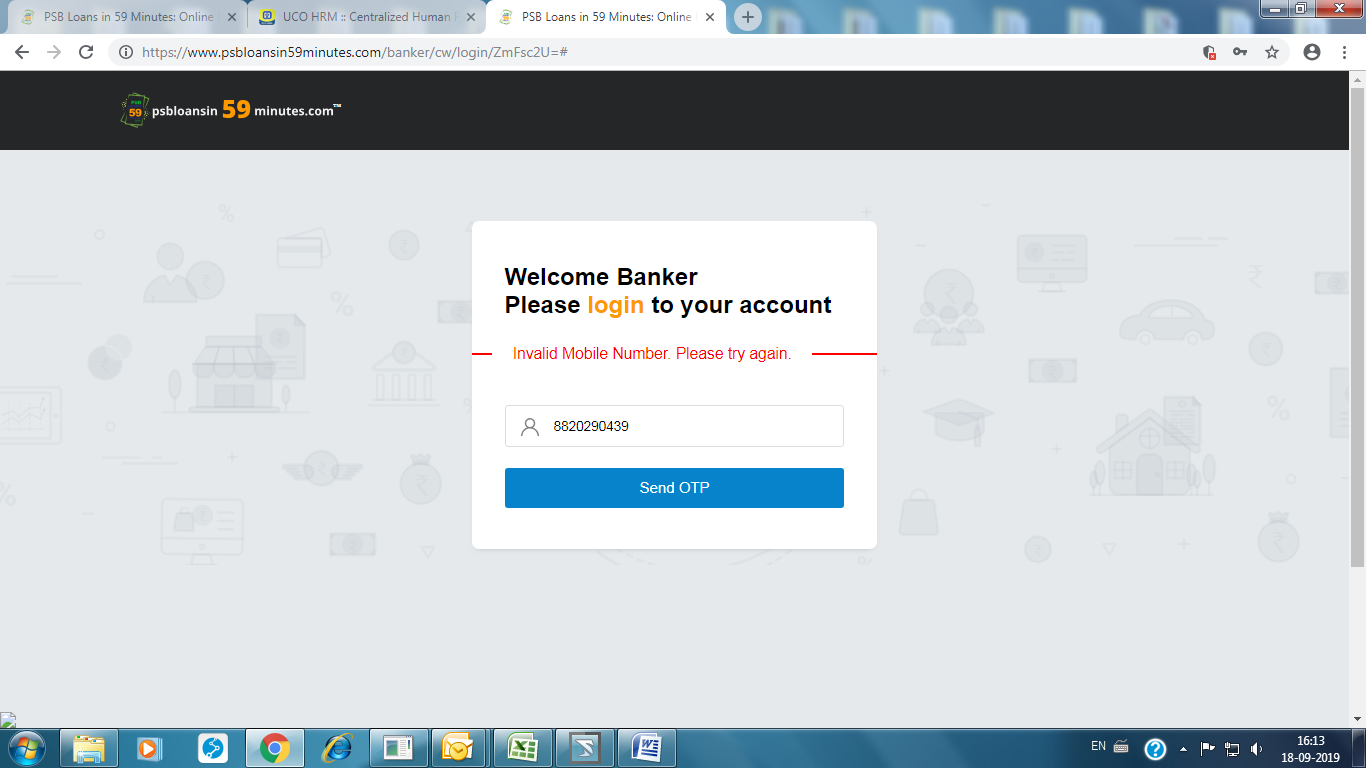 PSB Loans in 59 Minutes: Online
UCO HRM :: Centralized Human
PSB Loans in 59 Minutes: Online
https://www.psbloansin59minutes.com/banker/cw/login/ZmFsc2U=#
psbloansin 59 minutes.com™
Welcome Banker
Please login to your account
Invalid Mobile Number. Please try again.
8820290439
Send OTP
EN
16:13
18-09-2019